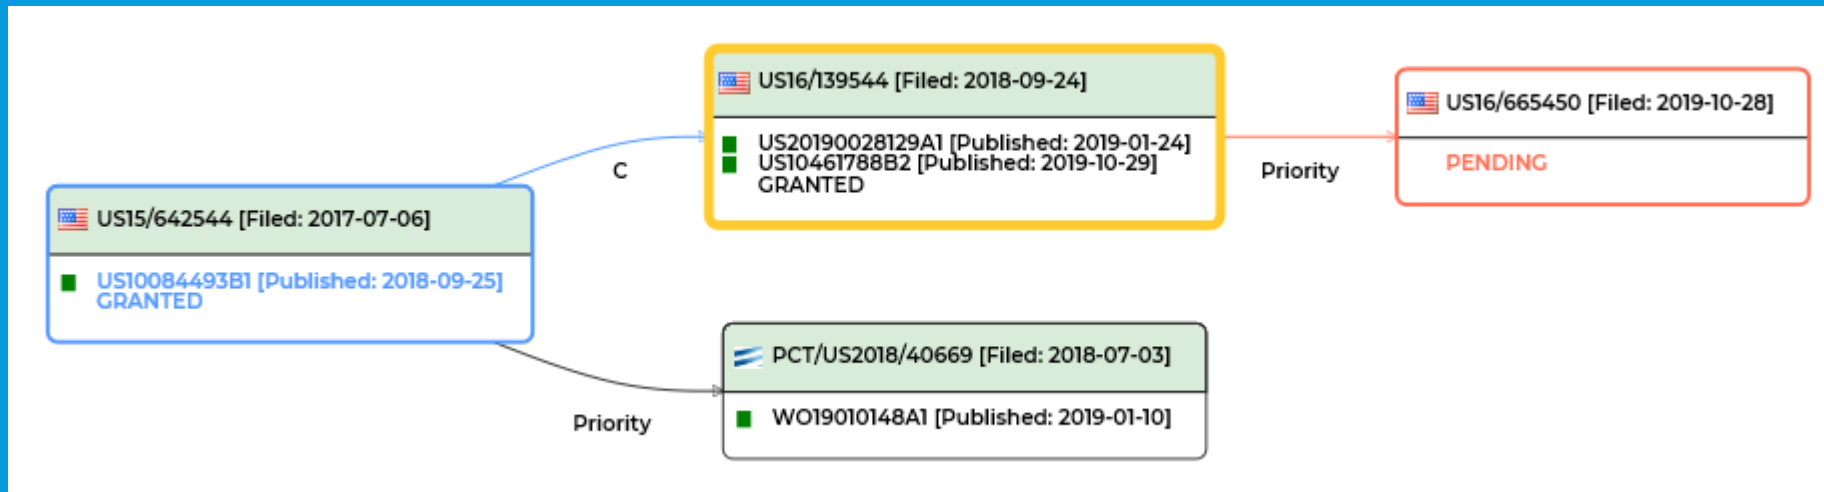 US16/139544 [Filed: 2018-09-24]
US20190028129A1 [Published: 2019-01-24]
US10461788B2 [Published: 2019-10-29]
GRANTED
US16/665450 [Filed: 2019-10-28]
PENDING
C
Priority
US15/642544 [Filed: 2017-07-06]
US10084493B1 [Published: 2018-09-25]
GRANTED
PCT/US2018/40669 [Filed: 2018-07-03]
WO19010148A1 [Published: 2019-01-10]
Priority